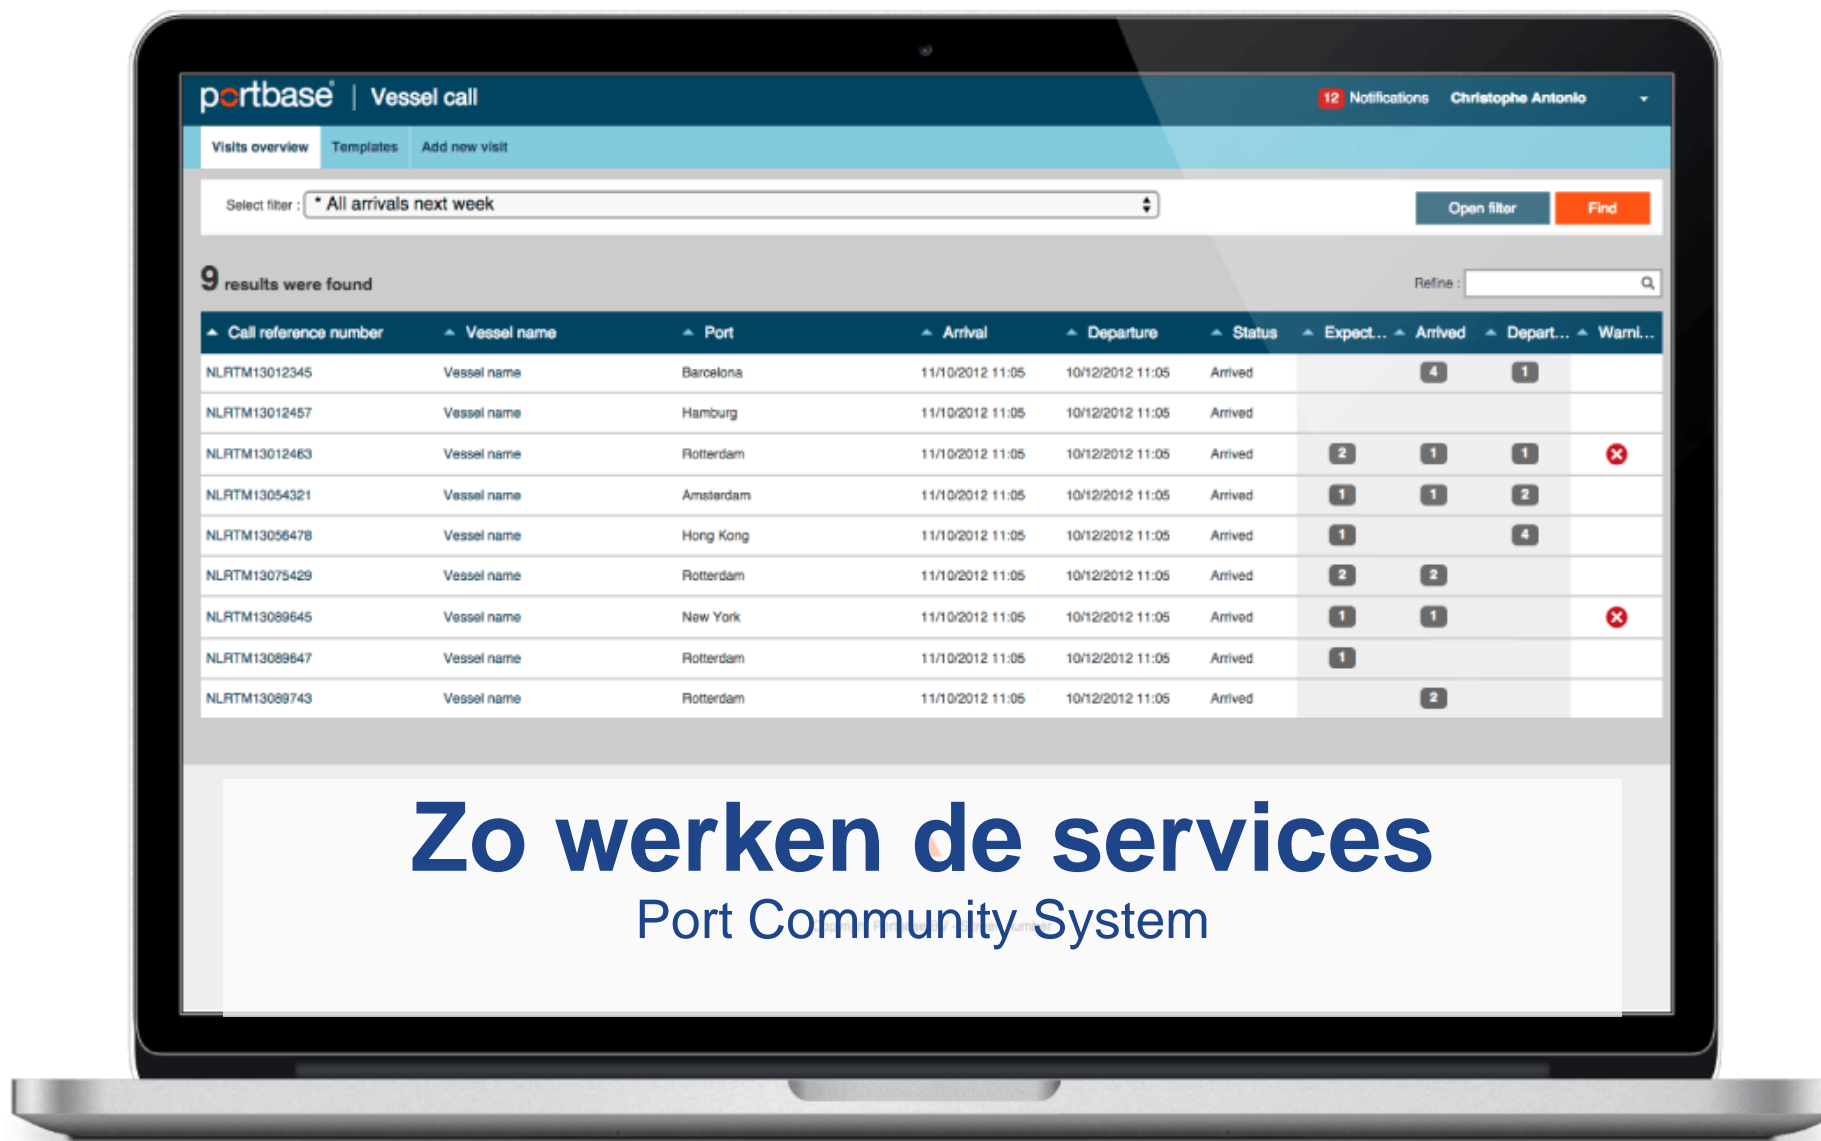 portbase | Vessel call 12 Notifications Christophe Antonio
Visits overview Templates Add new visit
Select filter : * All arrivals next week Open filter Find
9 results were found Refine :
Call reference number Vessel name Port Arrival Departure Status Expect... Arrived Depart... Warni...
NLRTM13012345 Vessel name Barcelona 11/10/2012 11:05 10/12/2012 11:05 Arrived 4 1
NLRTM13012457 Vessel name Hamburg 11/10/2012 11:05 10/12/2012 11:05 Arrived
NLRTM13012463 Vessel name Rotterdam 11/10/2012 11:05 10/12/2012 11:05 Arrived 2 1 1
NLRTM13054321 Vessel name Amsterdam 11/10/2012 11:05 10/12/2012 11:05 Arrived 1 1 2
NLRTM13056478 Vessel name Hong Kong 11/10/2012 11:05 10/12/2012 11:05 Arrived 1 4
NLRTM13075429 Vessel name Rotterdam 11/10/2012 11:05 10/12/2012 11:05 Arrived 2 2
NLRTM13089645 Vessel name New York 11/10/2012 11:05 10/12/2012 11:05 Arrived 1 1
NLRTM13089647 Vessel name Rotterdam 11/10/2012 11:05 10/12/2012 11:05 Arrived 1
NLRTM13089743 Vessel name Rotterdam 11/10/2012 11:05 10/12/2012 11:05 Arrived 2
Zo werken de services
Port Community System